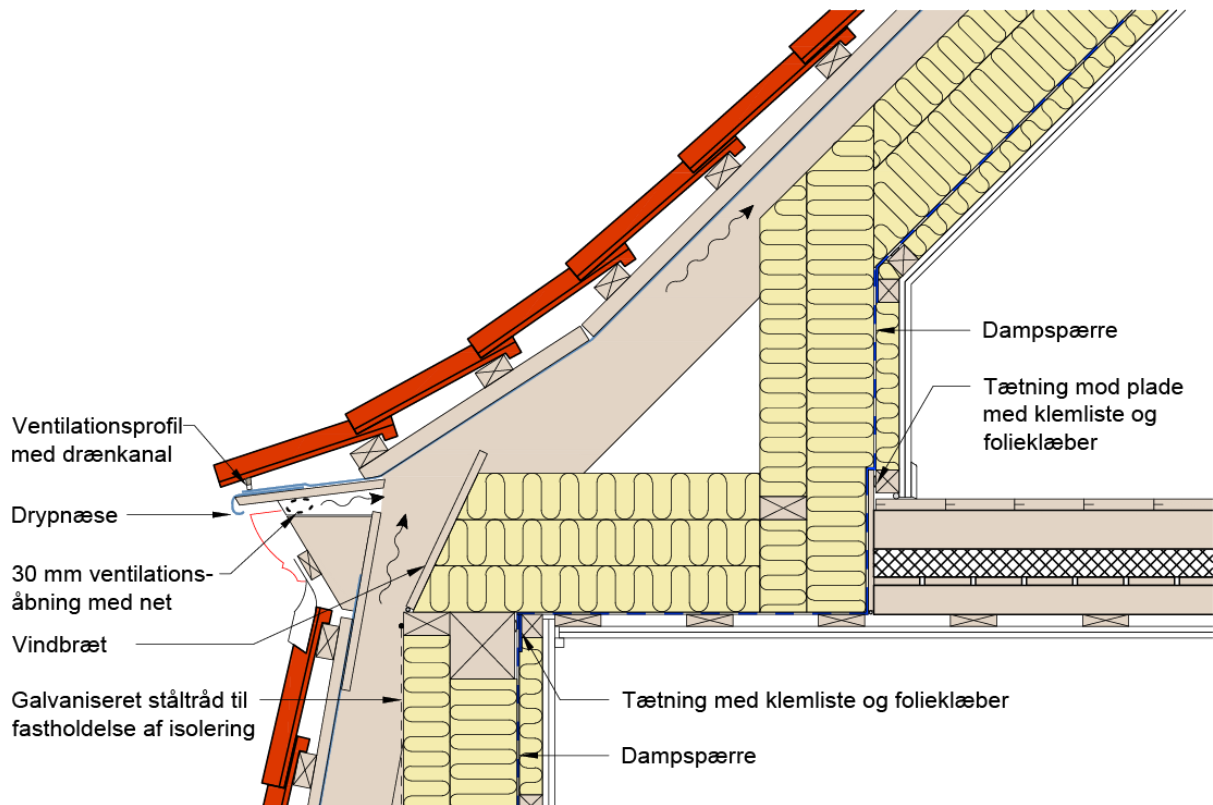 Ventilationsprofil
med drænkanal
Drypnæse
30 mm ventilations-
åbning med net
Vindbræt
Galvaniseret ståltråd til
fastholdelse af isolering
Dampspærre
Tætning mod plade
med klemliste og
folieklæber
Tætning med klemliste og folieklæber
Dampspærre